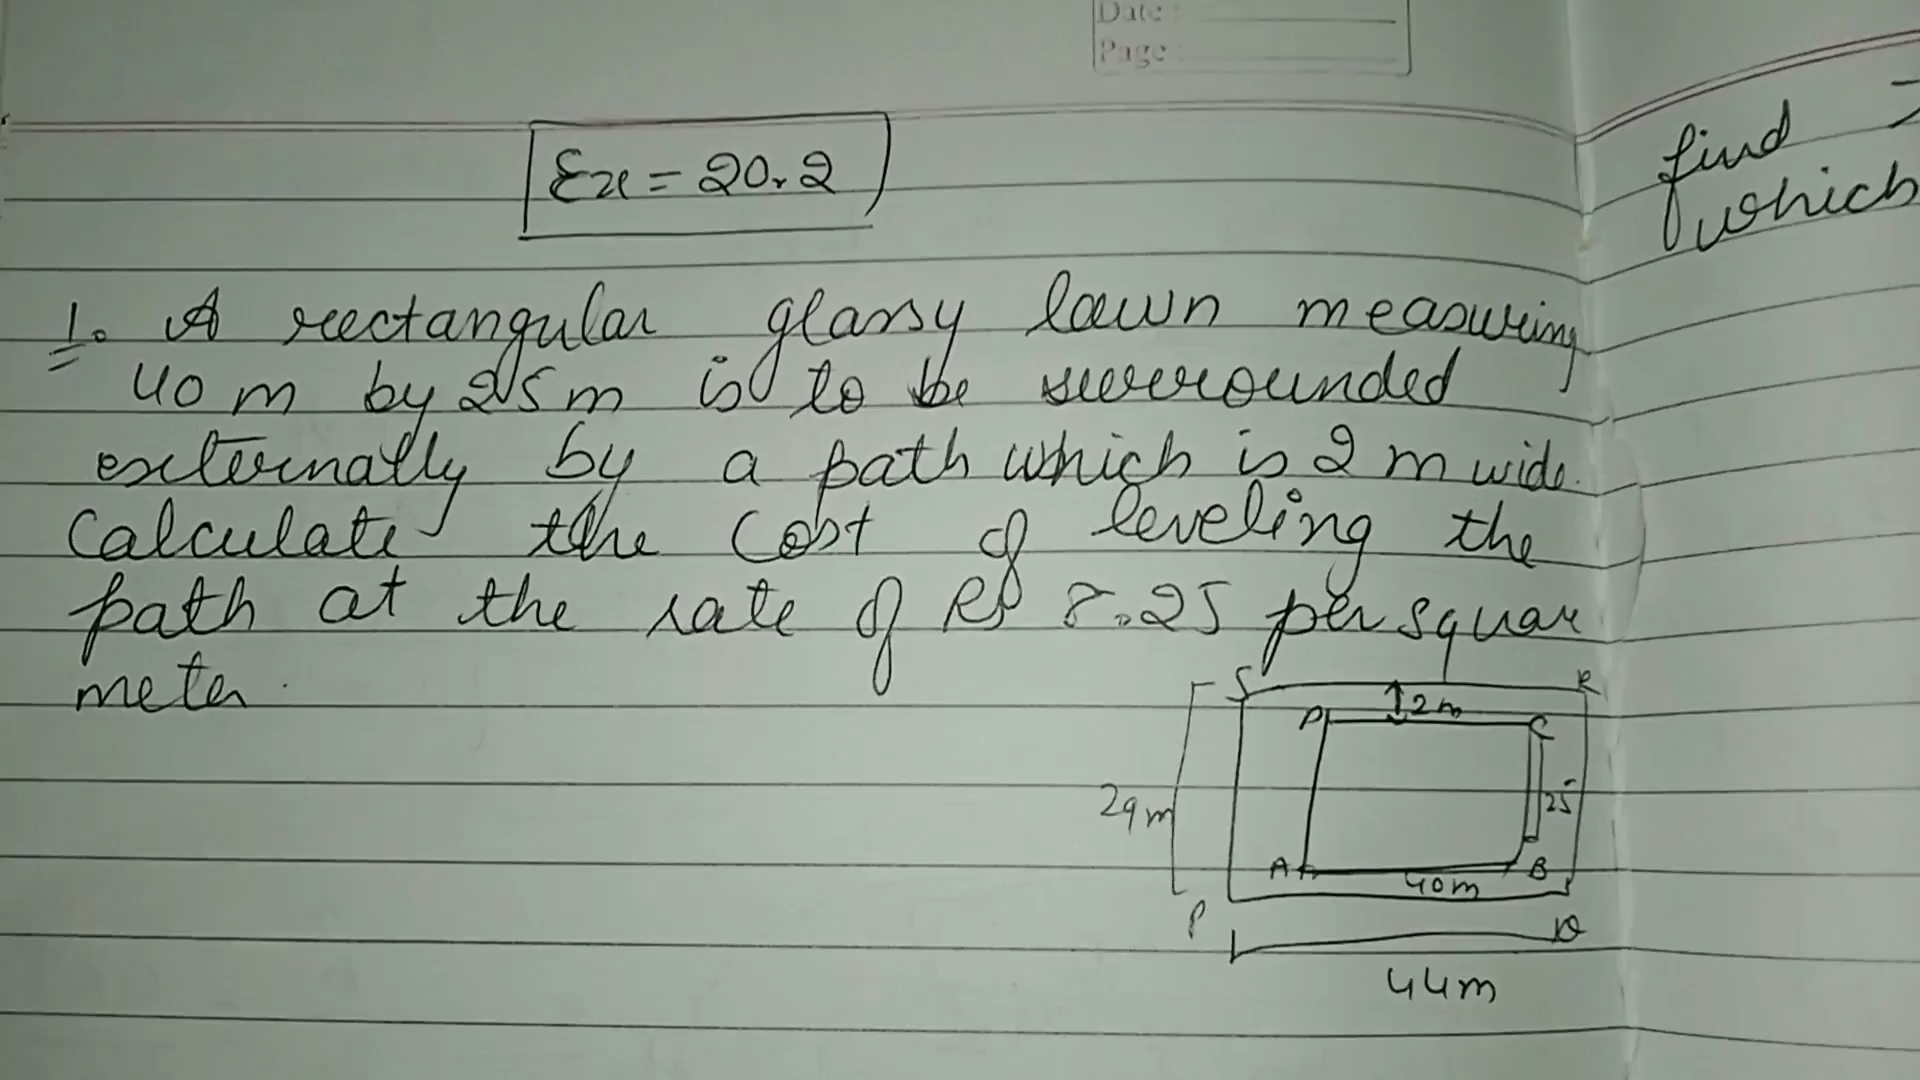 Date :
Page :
Ex = 20.2
find
which
1. A rectangular glassy lawn measuring
40 m by 25 m is to be surrounded
externally by a path which is 2 m wide.
Calculate the cost of leveling the
path at the rate of Rs 8.25 per square
meter.
S R
2m
D C
29 m
25
A B
40m
P Q
44m